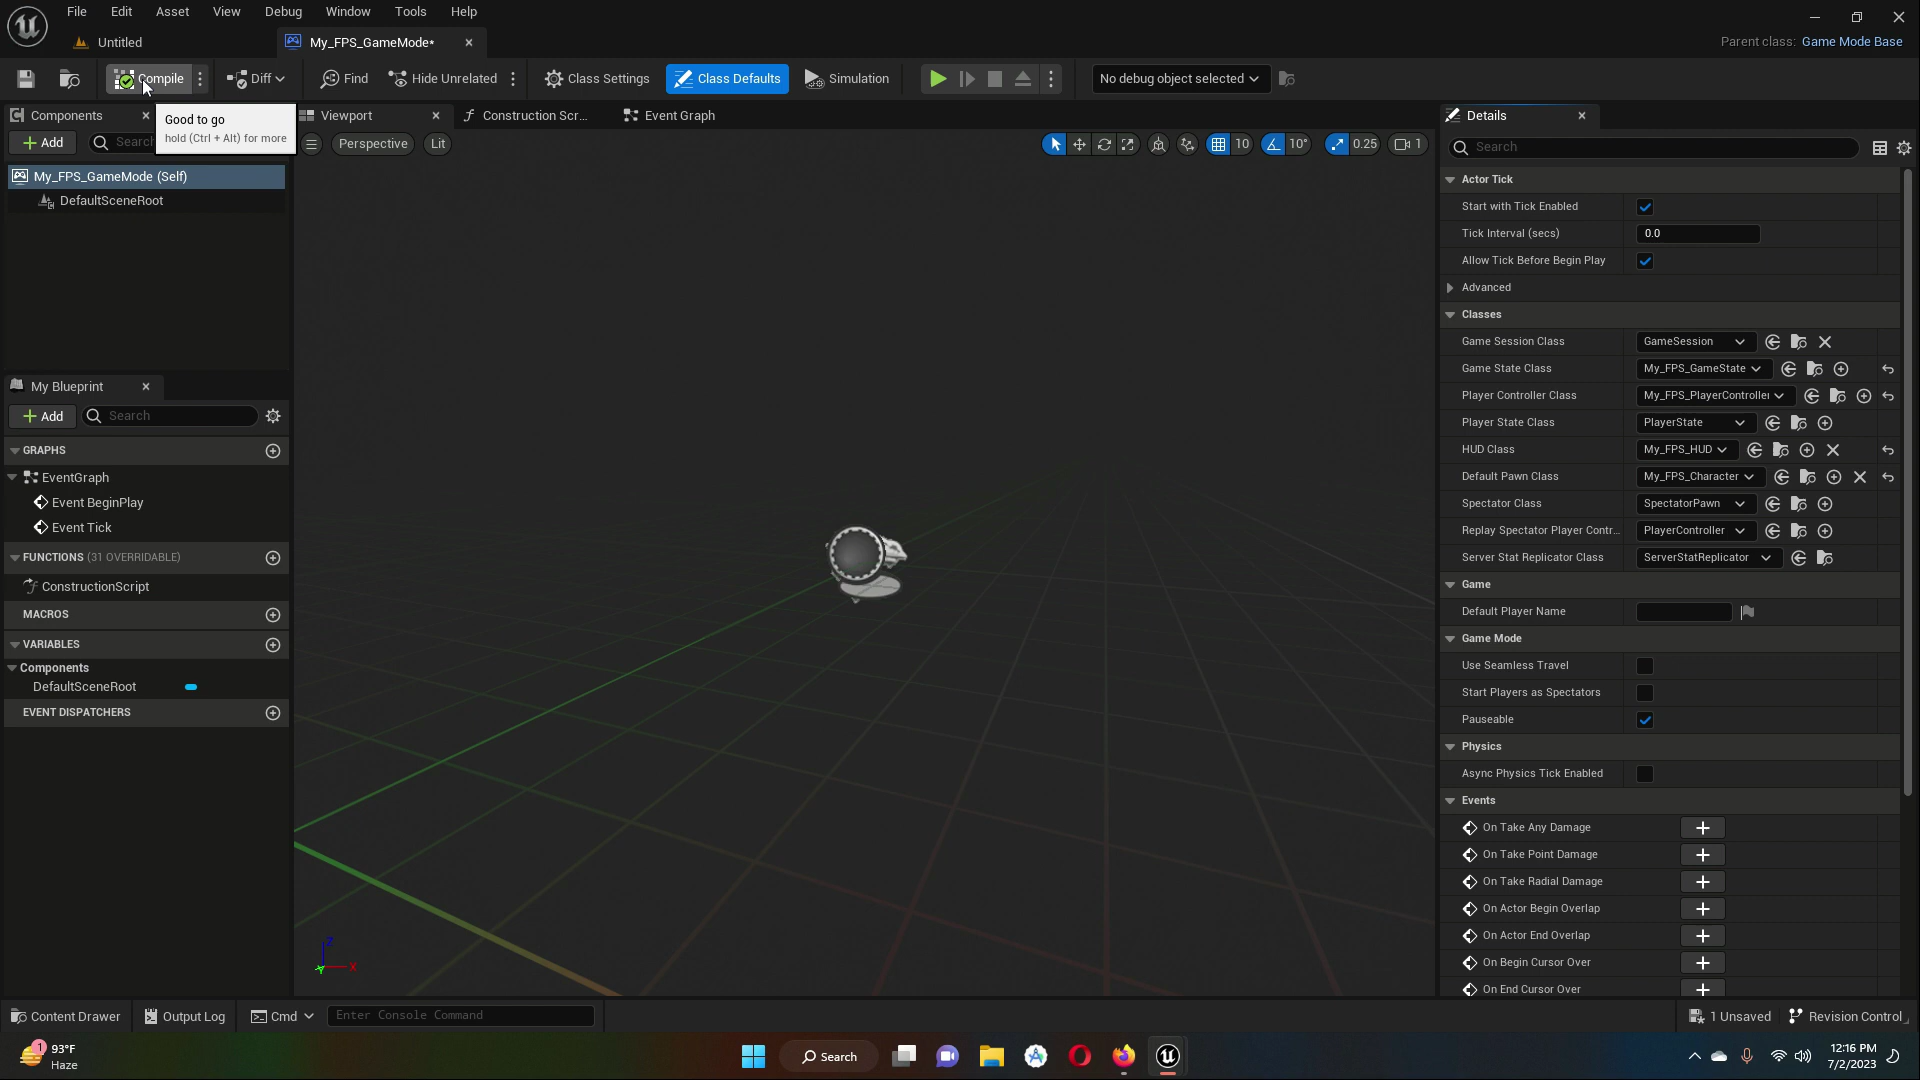 File Edit Asset View Debug Window Tools Help
Untitled
My_FPS_GameMode*
Parent class: Game Mode Base
Compile
Diff
Find
Hide Unrelated
Class Settings
Class Defaults
Simulation
No debug object selected
Components
Good to go
hold (Ctrl + Alt) for more
Viewport
Construction Scr...
Event Graph
Details
Add
Search
Perspective
Lit
10
10°
0.25
1
Search
My_FPS_GameMode (Self)
DefaultSceneRoot
My Blueprint
Add
Search
GRAPHS
EventGraph
Event BeginPlay
Event Tick
FUNCTIONS (31 OVERRIDABLE)
ConstructionScript
MACROS
VARIABLES
Components
DefaultSceneRoot
EVENT DISPATCHERS
Z
X
Y
Actor Tick
Start with Tick Enabled
Tick Interval (secs) 0.0
Allow Tick Before Begin Play
Advanced
Classes
Game Session Class GameSession
Game State Class My_FPS_GameState
Player Controller Class My_FPS_PlayerController
Player State Class PlayerState
HUD Class My_FPS_HUD
Default Pawn Class My_FPS_Character
Spectator Class SpectatorPawn
Replay Spectator Player Contr... PlayerController
Server Stat Replicator Class ServerStatReplicator
Game
Default Player Name
Game Mode
Use Seamless Travel
Start Players as Spectators
Pauseable
Physics
Async Physics Tick Enabled
Events
On Take Any Damage
On Take Point Damage
On Take Radial Damage
On Actor Begin Overlap
On Actor End Overlap
On Begin Cursor Over
On End Cursor Over
Content Drawer
Output Log
Cmd
Enter Console Command
1 Unsaved
Revision Control
1
93°F
Haze
Search
12:16 PM
7/2/2023